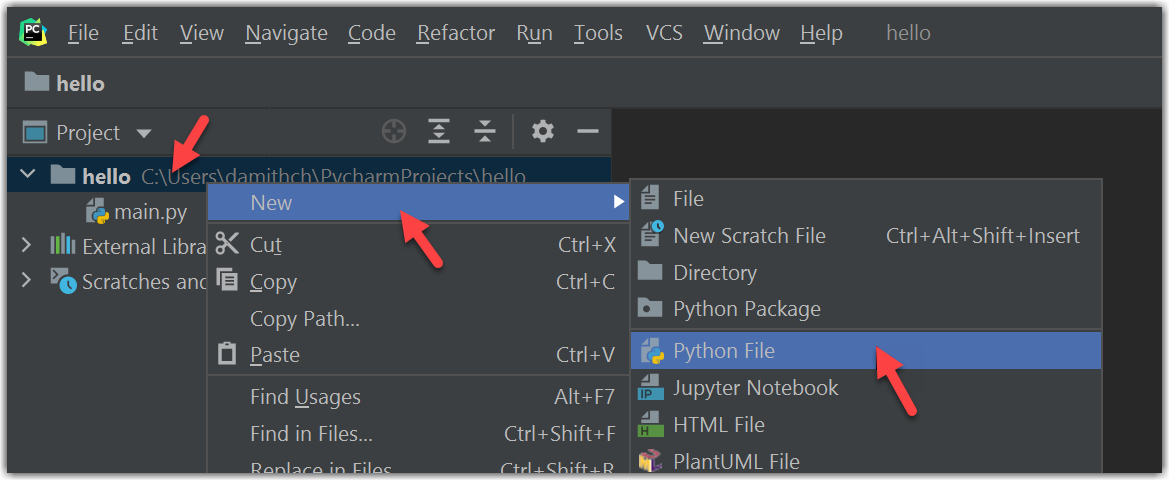 PC File Edit View Navigate Code Refactor Run Tools VCS Window Help hello
hello
Project
hello C:\Users\damithch\PycharmProjects\hello
main.py
External Libra
Scratches and
New
Cut Ctrl+X
Copy Ctrl+C
Copy Path...
Paste Ctrl+V
Find Usages Alt+F7
Find in Files... Ctrl+Shift+F
Replace in Files Ctrl+Shift+R
File
New Scratch File Ctrl+Alt+Shift+Insert
Directory
Python Package
Python File
IP Jupyter Notebook
H HTML File
PlantUML File